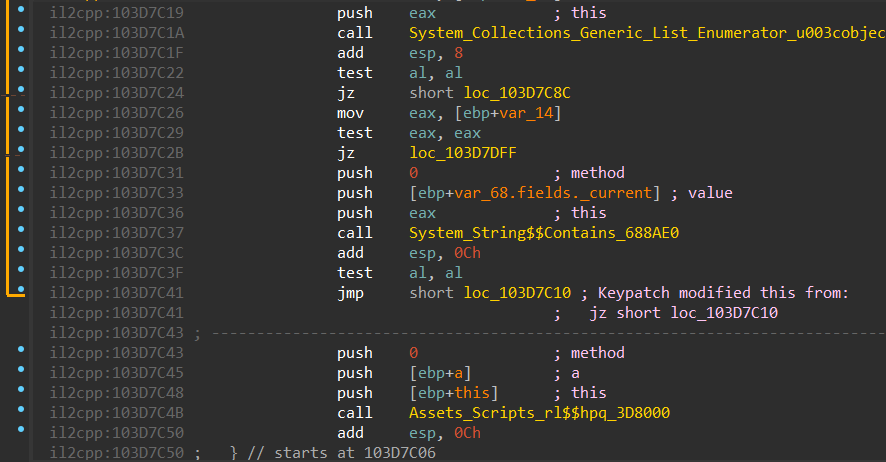 il2cpp:103D7C19 push eax ; this
il2cpp:103D7C1A call System_Collections_Generic_List_Enumerator_u003cobjec
il2cpp:103D7C1F add esp, 8
il2cpp:103D7C22 test al, al
il2cpp:103D7C24 jz short loc_103D7C8C
il2cpp:103D7C26 mov eax, [ebp+var_14]
il2cpp:103D7C29 test eax, eax
il2cpp:103D7C2B jz loc_103D7DFF
il2cpp:103D7C31 push 0 ; method
il2cpp:103D7C33 push [ebp+var_68.fields._current] ; value
il2cpp:103D7C36 push eax ; this
il2cpp:103D7C37 call System_String$$Contains_688AE0
il2cpp:103D7C3C add esp, 0Ch
il2cpp:103D7C3F test al, al
il2cpp:103D7C41 jmp short loc_103D7C10 ; Keypatch modified this from:
il2cpp:103D7C41 ; jz short loc_103D7C10
il2cpp:103D7C43 ; ---------------------------------------------------------------------------
il2cpp:103D7C43 push 0 ; method
il2cpp:103D7C45 push [ebp+a] ; a
il2cpp:103D7C48 push [ebp+this] ; this
il2cpp:103D7C4B call Assets_Scripts_rl$$hpq_3D8000
il2cpp:103D7C50 add esp, 0Ch
il2cpp:103D7C50 ; } // starts at 103D7C06